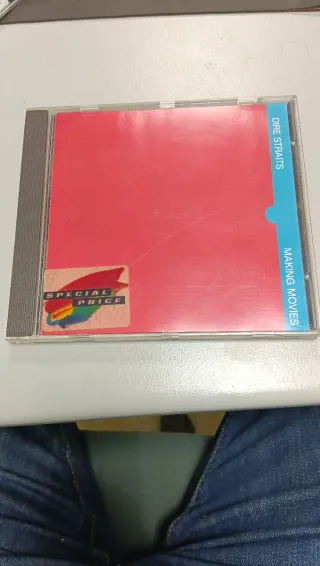 DIRE STRAITS
MAKING MOVIES
SPECIAL
PRICE